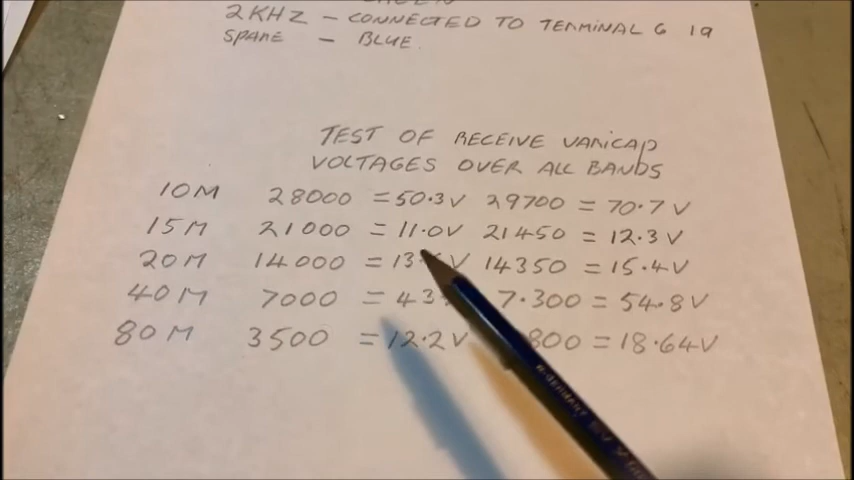 2KHZ - CONNECTED TO TERMINAL 6 19
SPARE - BLUE.
TEST OF RECEIVE VARICAP
VOLTAGES OVER ALL BANDS
10M 28000 = 50.3V 29700 = 70.7V
15M 21000 = 11.0V 21450 = 12.3V
20M 14000 = V 14350 = 15.4V
40M 7000 = 7.300 = 54.8V
80M 3500 = 12.2V 800 = 18.64V